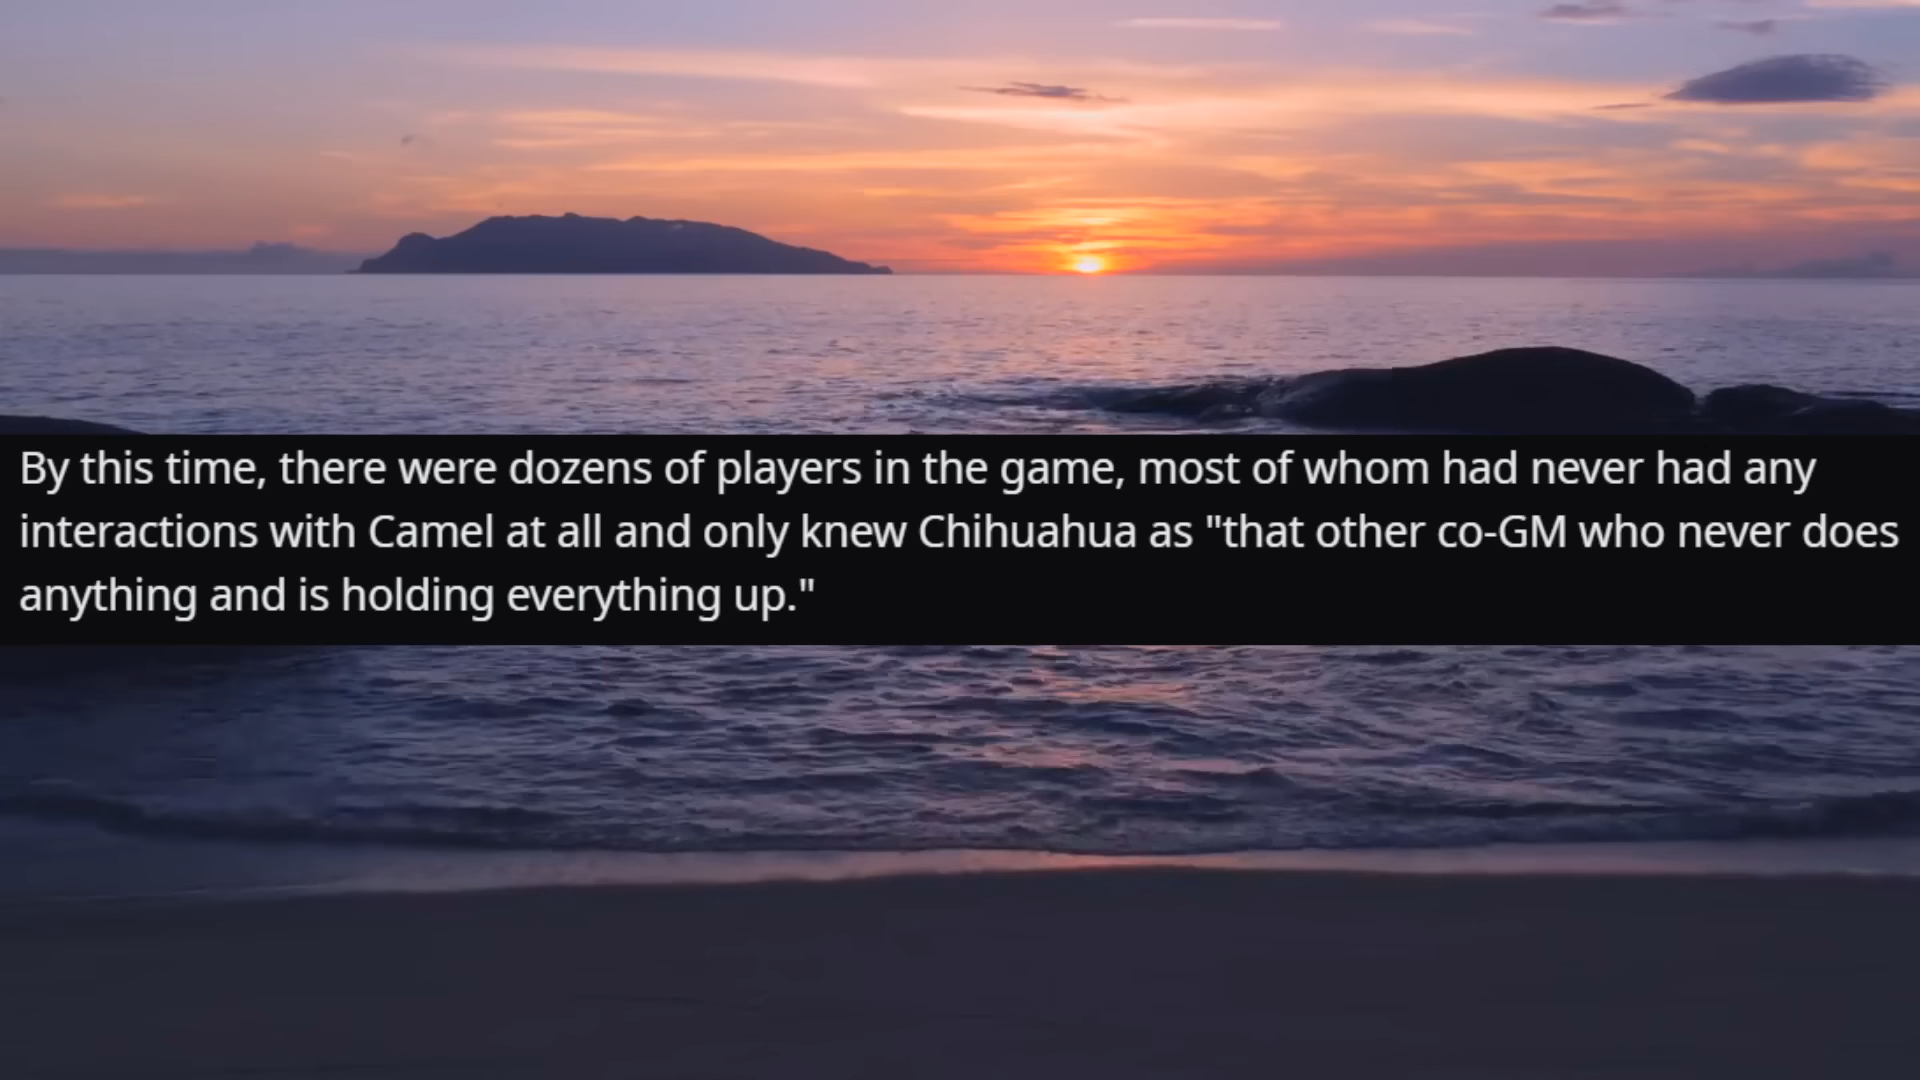 By this time, there were dozens of players in the game, most of whom had never had any
interactions with Camel at all and only knew Chihuahua as "that other co-GM who never does
anything and is holding everything up."